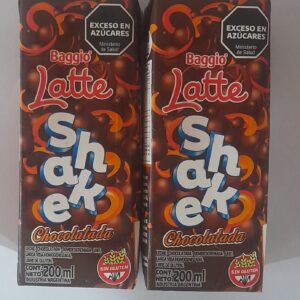 EXCESO EN
AZÚCARES
Ministerio
de Salud
Baggio
Latte
Shake
Chocolatada
CONT.
NETO 200 ml
INDUSTRIA ARGENTINA
SIN GLUTEN
EXCESO EN
AZÚCARES
Ministerio
de Salud
Baggio
Latte
Shake
Chocolatada
CONT.
NETO 200 ml
INDUSTRIA ARGENTINA
SIN GLUTEN